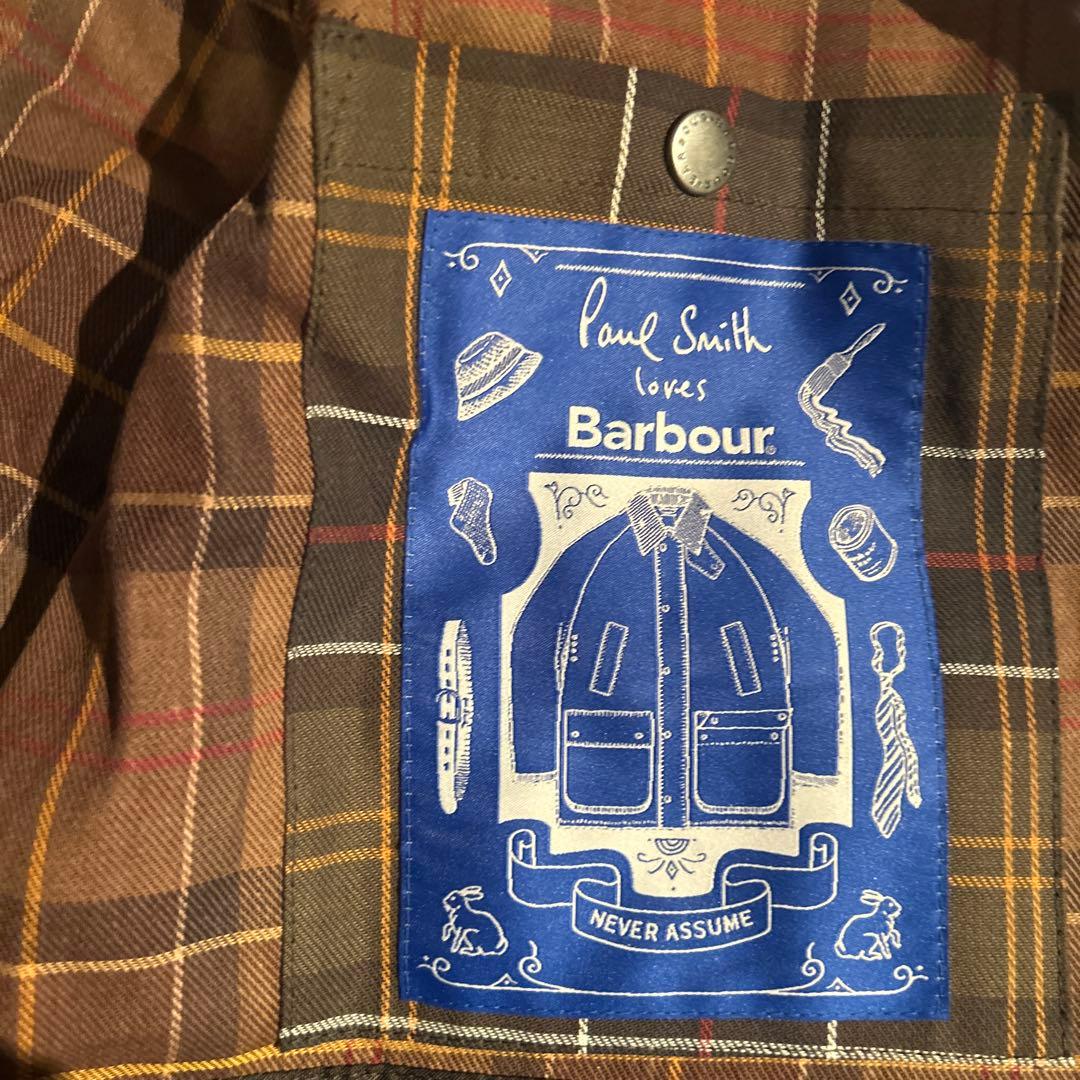 Paul Smith
loves
Barbour®
NEVER ASSUME